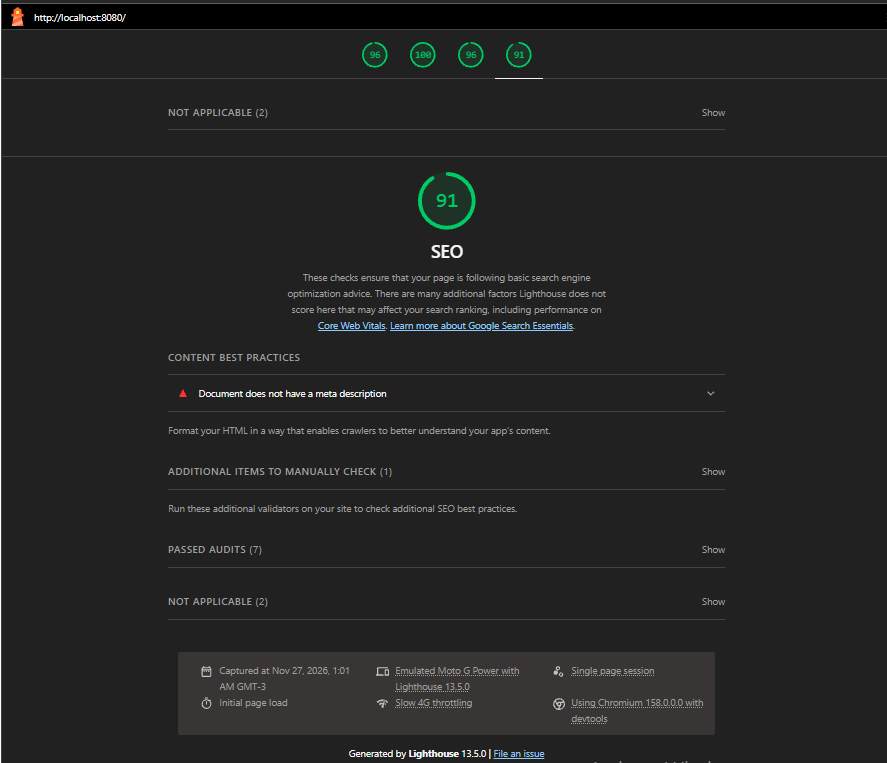 http://localhost:8080/
96 100 96 91
NOT APPLICABLE (2) Show
91
SEO
These checks ensure that your page is following basic search engine
optimization advice. There are many additional factors Lighthouse does not
score here that may affect your search ranking, including performance on
Core Web Vitals. Learn more about Google Search Essentials.
CONTENT BEST PRACTICES
Document does not have a meta description
Format your HTML in a way that enables crawlers to better understand your app's content.
ADDITIONAL ITEMS TO MANUALLY CHECK (1) Show
Run these additional validators on your site to check additional SEO best practices.
PASSED AUDITS (7) Show
NOT APPLICABLE (2) Show
Captured at Nov 27, 2026, 1:01
AM GMT-3
Initial page load
Emulated Moto G Power with
Lighthouse 13.5.0
Slow 4G throttling
Single page session
Using Chromium 158.0.0.0 with
devtools
Generated by Lighthouse 13.5.0 | File an issue